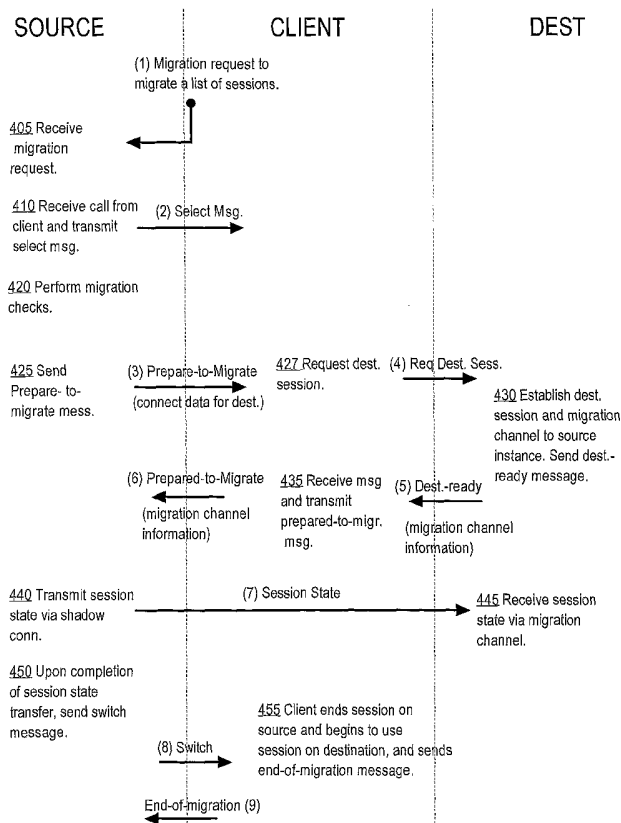 SOURCE
CLIENT
DEST
(1) Migration request to
migrate a list of sessions.
405 Receive
migration
request.
410 Receive call from
client and transmit
select msg.
(2) Select Msg.
420 Perform migration
checks.
425 Send
Prepare- to-
migrate mess.
(3) Prepare-to-Migrate
(connect data for dest.)
427 Request dest.
session.
(4) Req Dest. Sess.
430 Establish dest.
session and migration
channel to source
instance. Send dest.-
ready message.
(6) Prepared-to-Migrate
(migration channel
information)
435 Receive msg
and transmit
prepared-to-migr.
msg.
(5) Dest.-ready
(migration channel
information)
440 Transmit session
state via shadow
conn.
(7) Session State
445 Receive session
state via migration
channel.
450 Upon completion
of session state
transfer, send switch
message.
455 Client ends session on
source and begins to use
session on destination, and sends
end-of-migration message.
(8) Switch
End-of-migration (9)